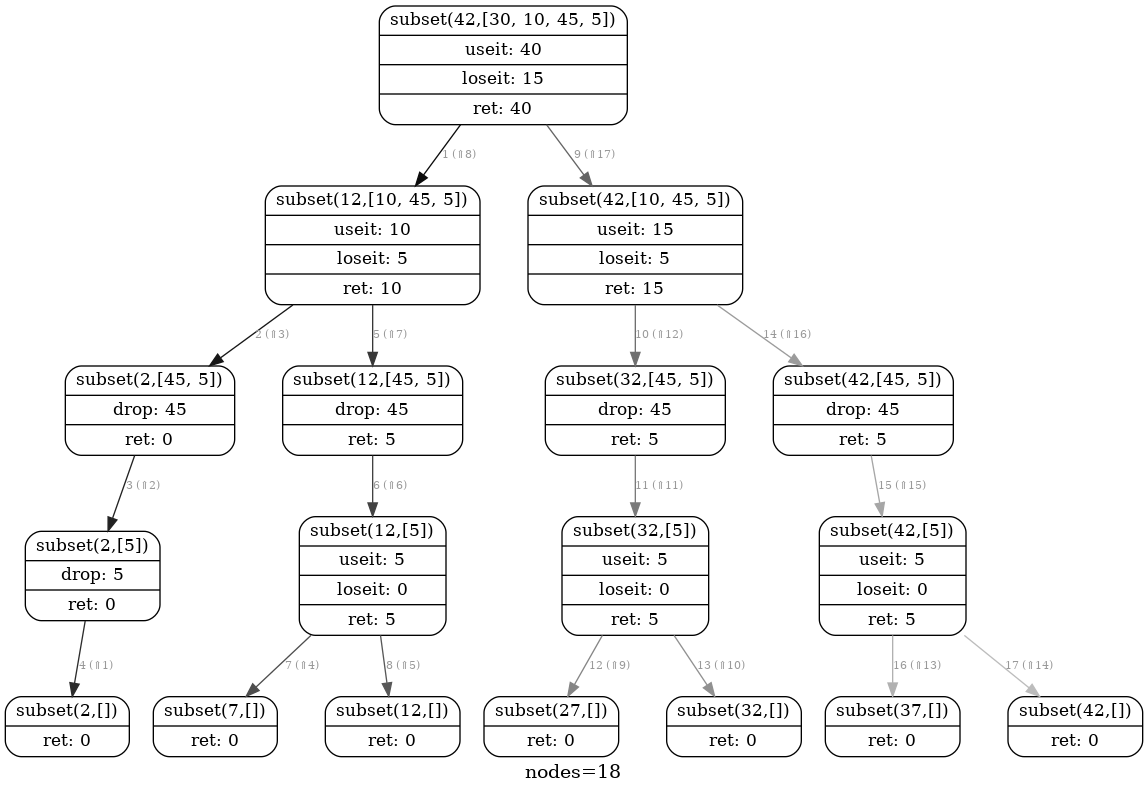 subset(42,[30, 10, 45, 5])
useit: 40
loseit: 15
ret: 40
1 (⇑8)
9 (⇑17)
subset(12,[10, 45, 5])
useit: 10
loseit: 5
ret: 10
subset(42,[10, 45, 5])
useit: 15
loseit: 5
ret: 15
2 (⇑3)
5 (⇑7)
10 (⇑12)
14 (⇑16)
subset(2,[45, 5])
drop: 45
ret: 0
subset(12,[45, 5])
drop: 45
ret: 5
subset(32,[45, 5])
drop: 45
ret: 5
subset(42,[45, 5])
drop: 45
ret: 5
3 (⇑2)
6 (⇑6)
11 (⇑11)
15 (⇑15)
subset(2,[5])
drop: 5
ret: 0
subset(12,[5])
useit: 5
loseit: 0
ret: 5
subset(32,[5])
useit: 5
loseit: 0
ret: 5
subset(42,[5])
useit: 5
loseit: 0
ret: 5
4 (⇑1)
7 (⇑4)
8 (⇑5)
12 (⇑9)
13 (⇑10)
16 (⇑13)
17 (⇑14)
subset(2,[])
ret: 0
subset(7,[])
ret: 0
subset(12,[])
ret: 0
subset(27,[])
ret: 0
subset(32,[])
ret: 0
subset(37,[])
ret: 0
subset(42,[])
ret: 0
nodes=18